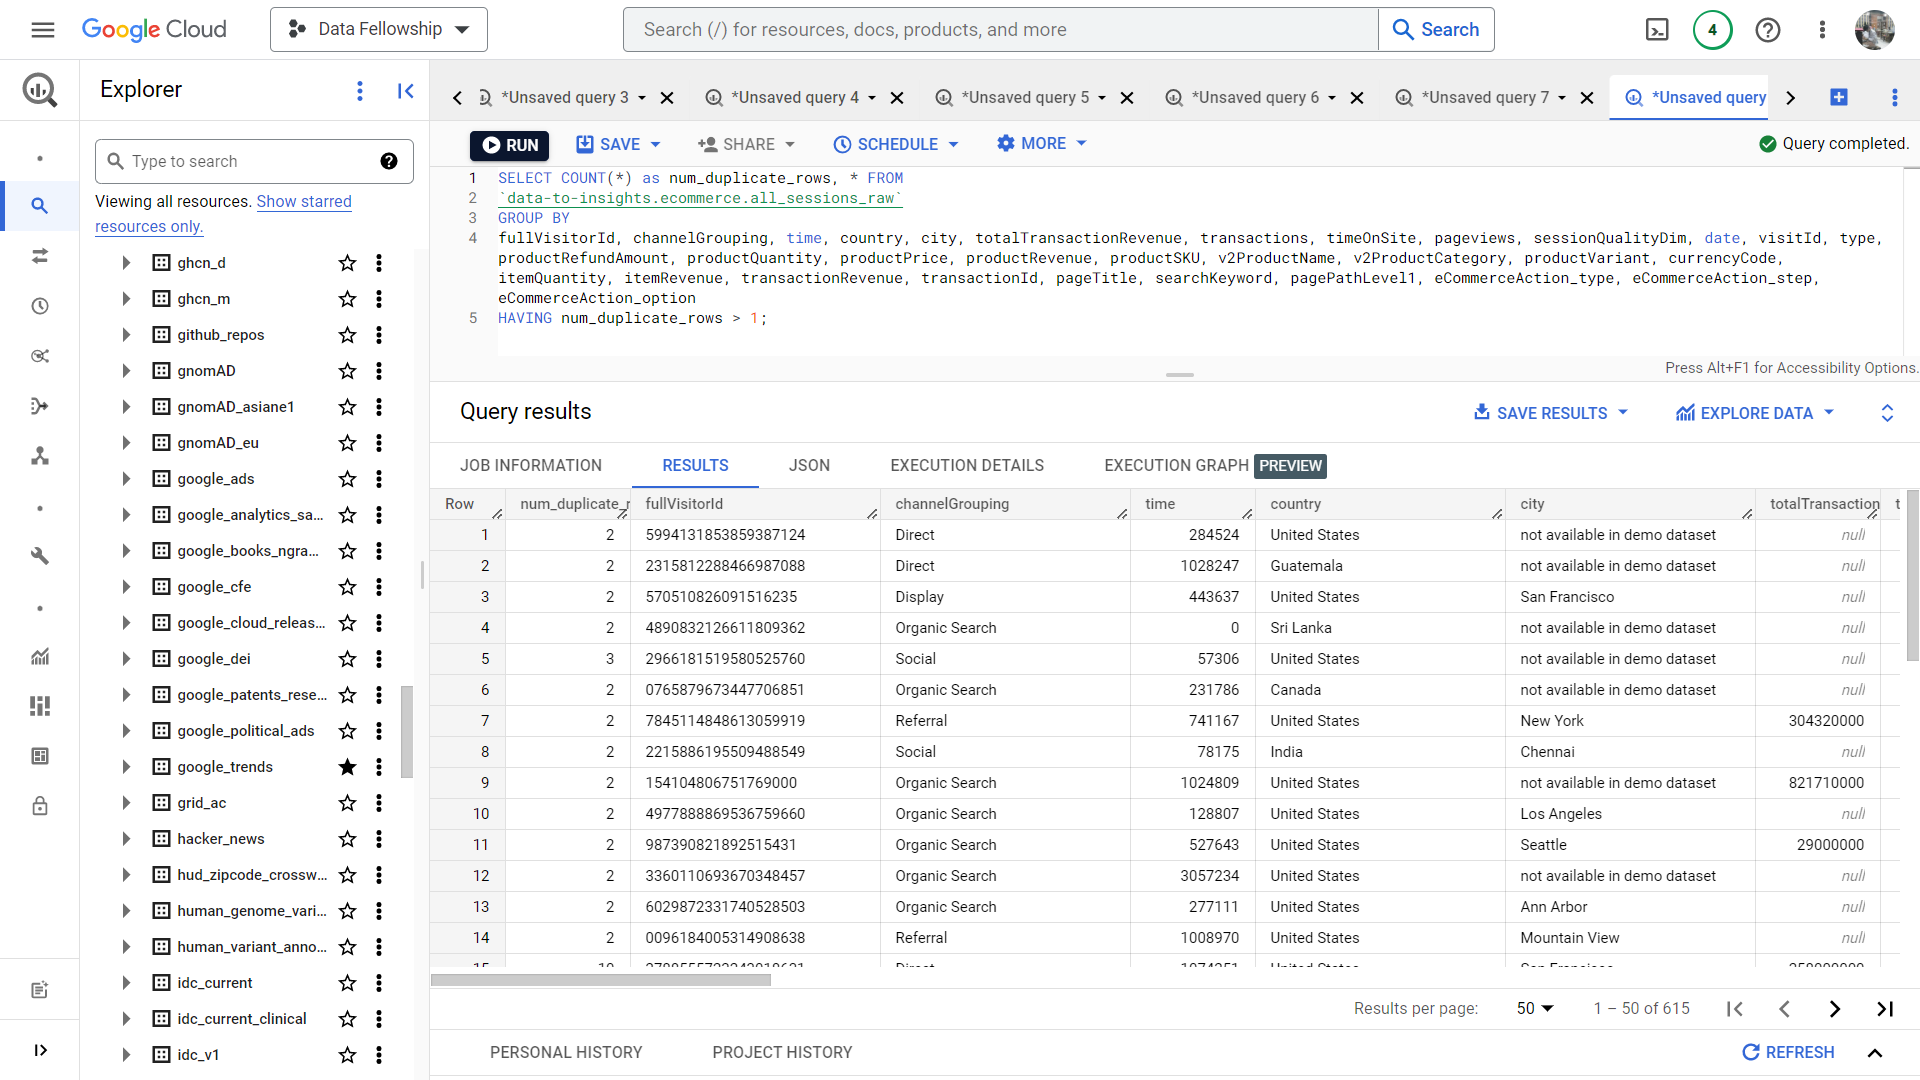 Google Cloud
Data Fellowship
Search (/) for resources, docs, products, and more
Search
4
Explorer
*Unsaved query 3
*Unsaved query 4
*Unsaved query 5
*Unsaved query 6
*Unsaved query 7
*Unsaved query
RUN
SAVE
SHARE
SCHEDULE
MORE
Query completed.
Type to search
Viewing all resources. Show starred
resources only.
ghcn_d
ghcn_m
github_repos
gnomAD
gnomAD_asiane1
gnomAD_eu
google_ads
google_analytics_sa...
google_books_ngra...
google_cfe
google_cloud_releas...
google_dei
google_patents_rese...
google_political_ads
google_trends
grid_ac
hacker_news
hud_zipcode_crossw...
human_genome_vari...
human_variant_anno...
idc_current
idc_current_clinical
idc_v1
1 SELECT COUNT(*) as num_duplicate_rows, * FROM
2 `data-to-insights.ecommerce.all_sessions_raw`
3 GROUP BY
4 fullVisitorId, channelGrouping, time, country, city, totalTransactionRevenue, transactions, timeOnSite, pageviews, sessionQualityDim, date, visitId, type,
productRefundAmount, productQuantity, productPrice, productRevenue, productSKU, v2ProductName, v2ProductCategory, productVariant, currencyCode,
itemQuantity, itemRevenue, transactionRevenue, transactionId, pageTitle, searchKeyword, pagePathLevel1, eCommerceAction_type, eCommerceAction_step,
eCommerceAction_option
5 HAVING num_duplicate_rows > 1;
Press Alt+F1 for Accessibility Options.
Query results
SAVE RESULTS
EXPLORE DATA
JOB INFORMATION
RESULTS
JSON
EXECUTION DETAILS
EXECUTION GRAPH PREVIEW
Row num_duplicate_r fullVisitorId channelGrouping time country city totalTransaction t
1 2 5994131853859387124 Direct 284524 United States not available in demo dataset null
2 2 2315812288466987088 Direct 1028247 Guatemala not available in demo dataset null
3 2 570510826091516235 Display 443637 United States San Francisco null
4 2 4890832126611809362 Organic Search 0 Sri Lanka not available in demo dataset null
5 3 2966181519580525760 Social 57306 United States not available in demo dataset null
6 2 0765879673447706851 Organic Search 231786 Canada not available in demo dataset null
7 2 7845114848613059919 Referral 741167 United States New York 304320000
8 2 2215886195509488549 Social 78175 India Chennai null
9 2 154104806751769000 Organic Search 1024809 United States not available in demo dataset 821710000
10 2 4977888869536759660 Organic Search 128807 United States Los Angeles null
11 2 987390821892515431 Organic Search 527643 United States Seattle 29000000
12 2 3360110693670348457 Organic Search 3057234 United States not available in demo dataset null
13 2 6029872331740528503 Organic Search 277111 United States Ann Arbor null
14 2 0096184005314908638 Referral 1008970 United States Mountain View null
Results per page: 50 1 – 50 of 615
PERSONAL HISTORY
PROJECT HISTORY
REFRESH